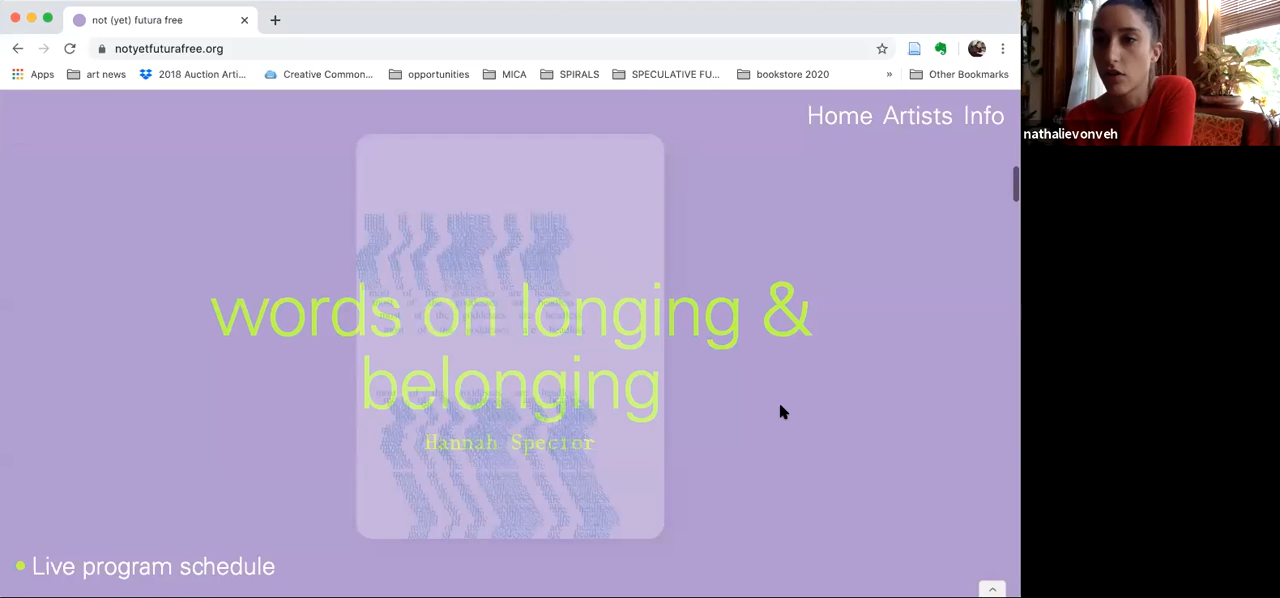 not (yet) futura free
notyetfuturafree.org
Apps art news 2018 Auction Arti... Creative Common... opportunities MICA SPIRALS SPECULATIVE FU... bookstore 2020 » Other Bookmarks
Home Artists Info
nathalievonveh
words on longing &
belonging
Hannah Spector
Live program schedule